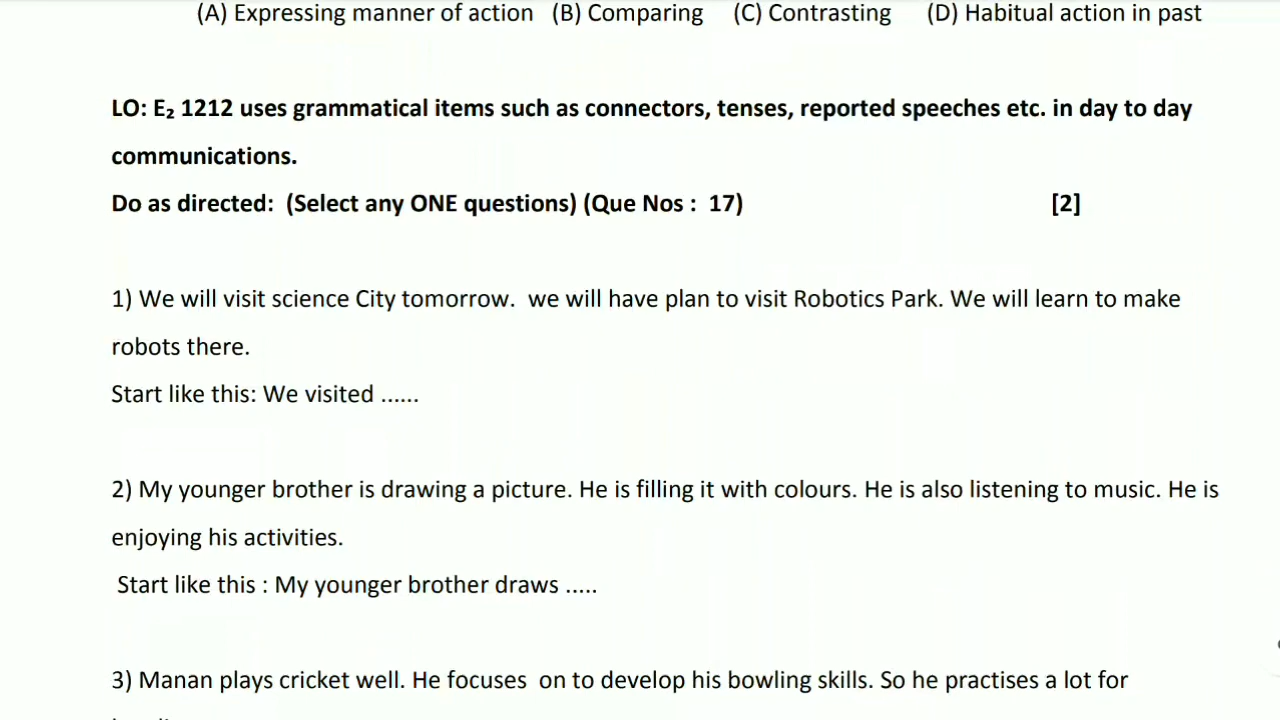 (A) Expressing manner of action (B) Comparing (C) Contrasting (D) Habitual action in past
LO: E₂ 1212 uses grammatical items such as connectors, tenses, reported speeches etc. in day to day
communications.
Do as directed: (Select any ONE questions) (Que Nos : 17) [2]
1) We will visit science City tomorrow. we will have plan to visit Robotics Park. We will learn to make
robots there.
Start like this: We visited ......
2) My younger brother is drawing a picture. He is filling it with colours. He is also listening to music. He is
enjoying his activities.
Start like this : My younger brother draws .....
3) Manan plays cricket well. He focuses on to develop his bowling skills. So he practises a lot for